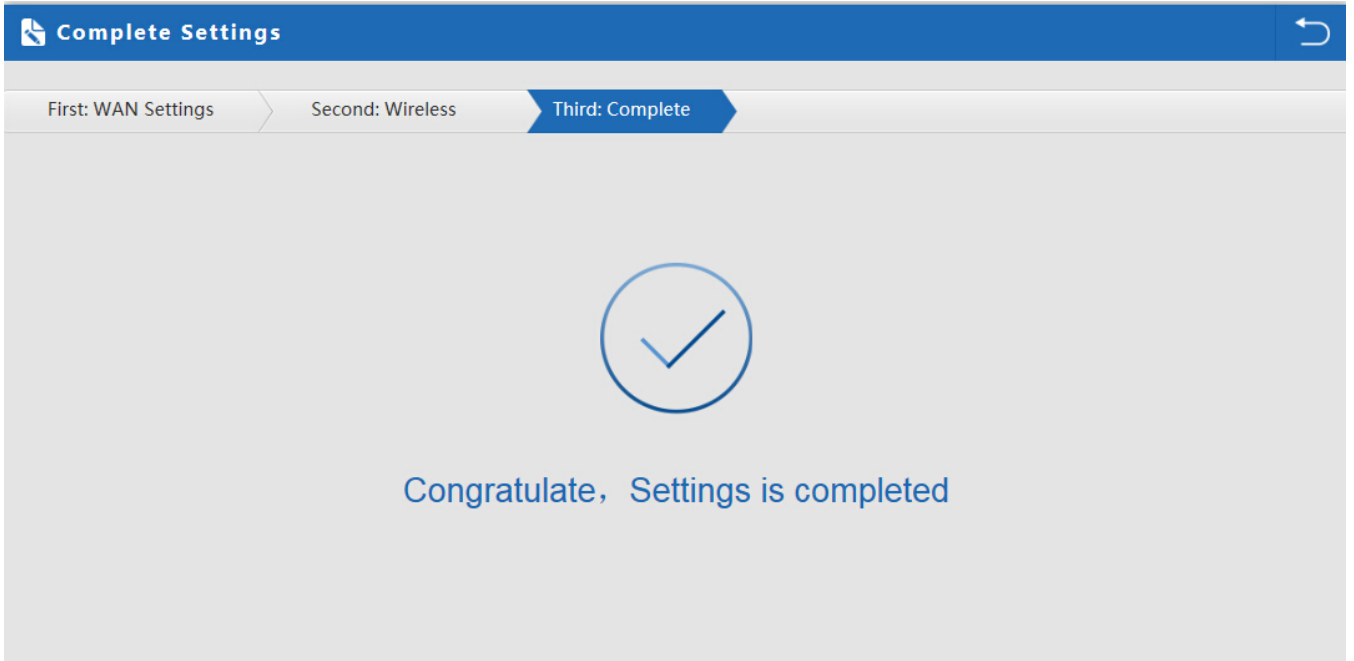 Complete Settings
First: WAN Settings
Second: Wireless
Third: Complete
Congratulate，Settings is completed